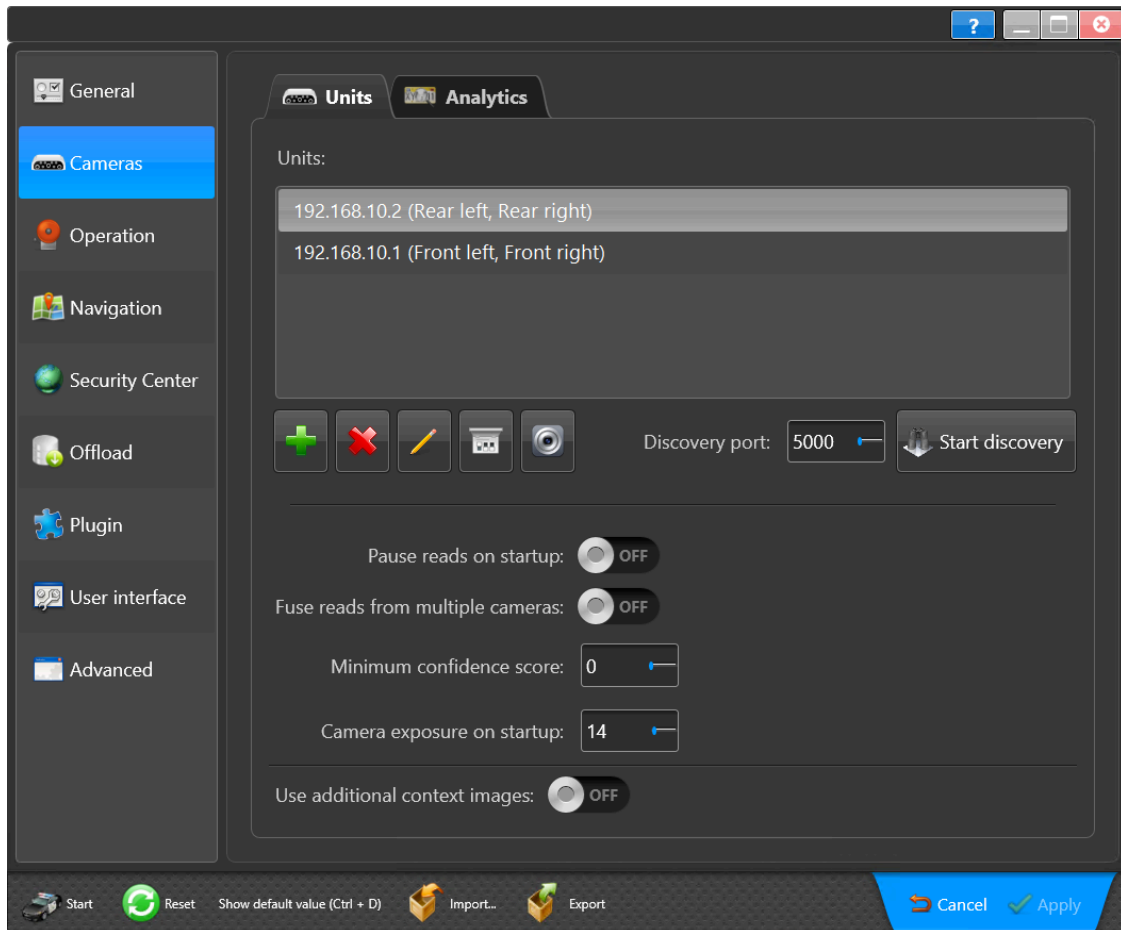 ?
General
Cameras
Operation
Navigation
Security Center
Offload
Plugin
User interface
Advanced
Units Analytics
Units:
192.168.10.2 (Rear left, Rear right)
192.168.10.1 (Front left, Front right)
Discovery port: 5000 Start discovery
Pause reads on startup: OFF
Fuse reads from multiple cameras: OFF
Minimum confidence score: 0
Camera exposure on startup: 14
Use additional context images: OFF
Start Reset Show default value (Ctrl + D) Import... Export Cancel Apply